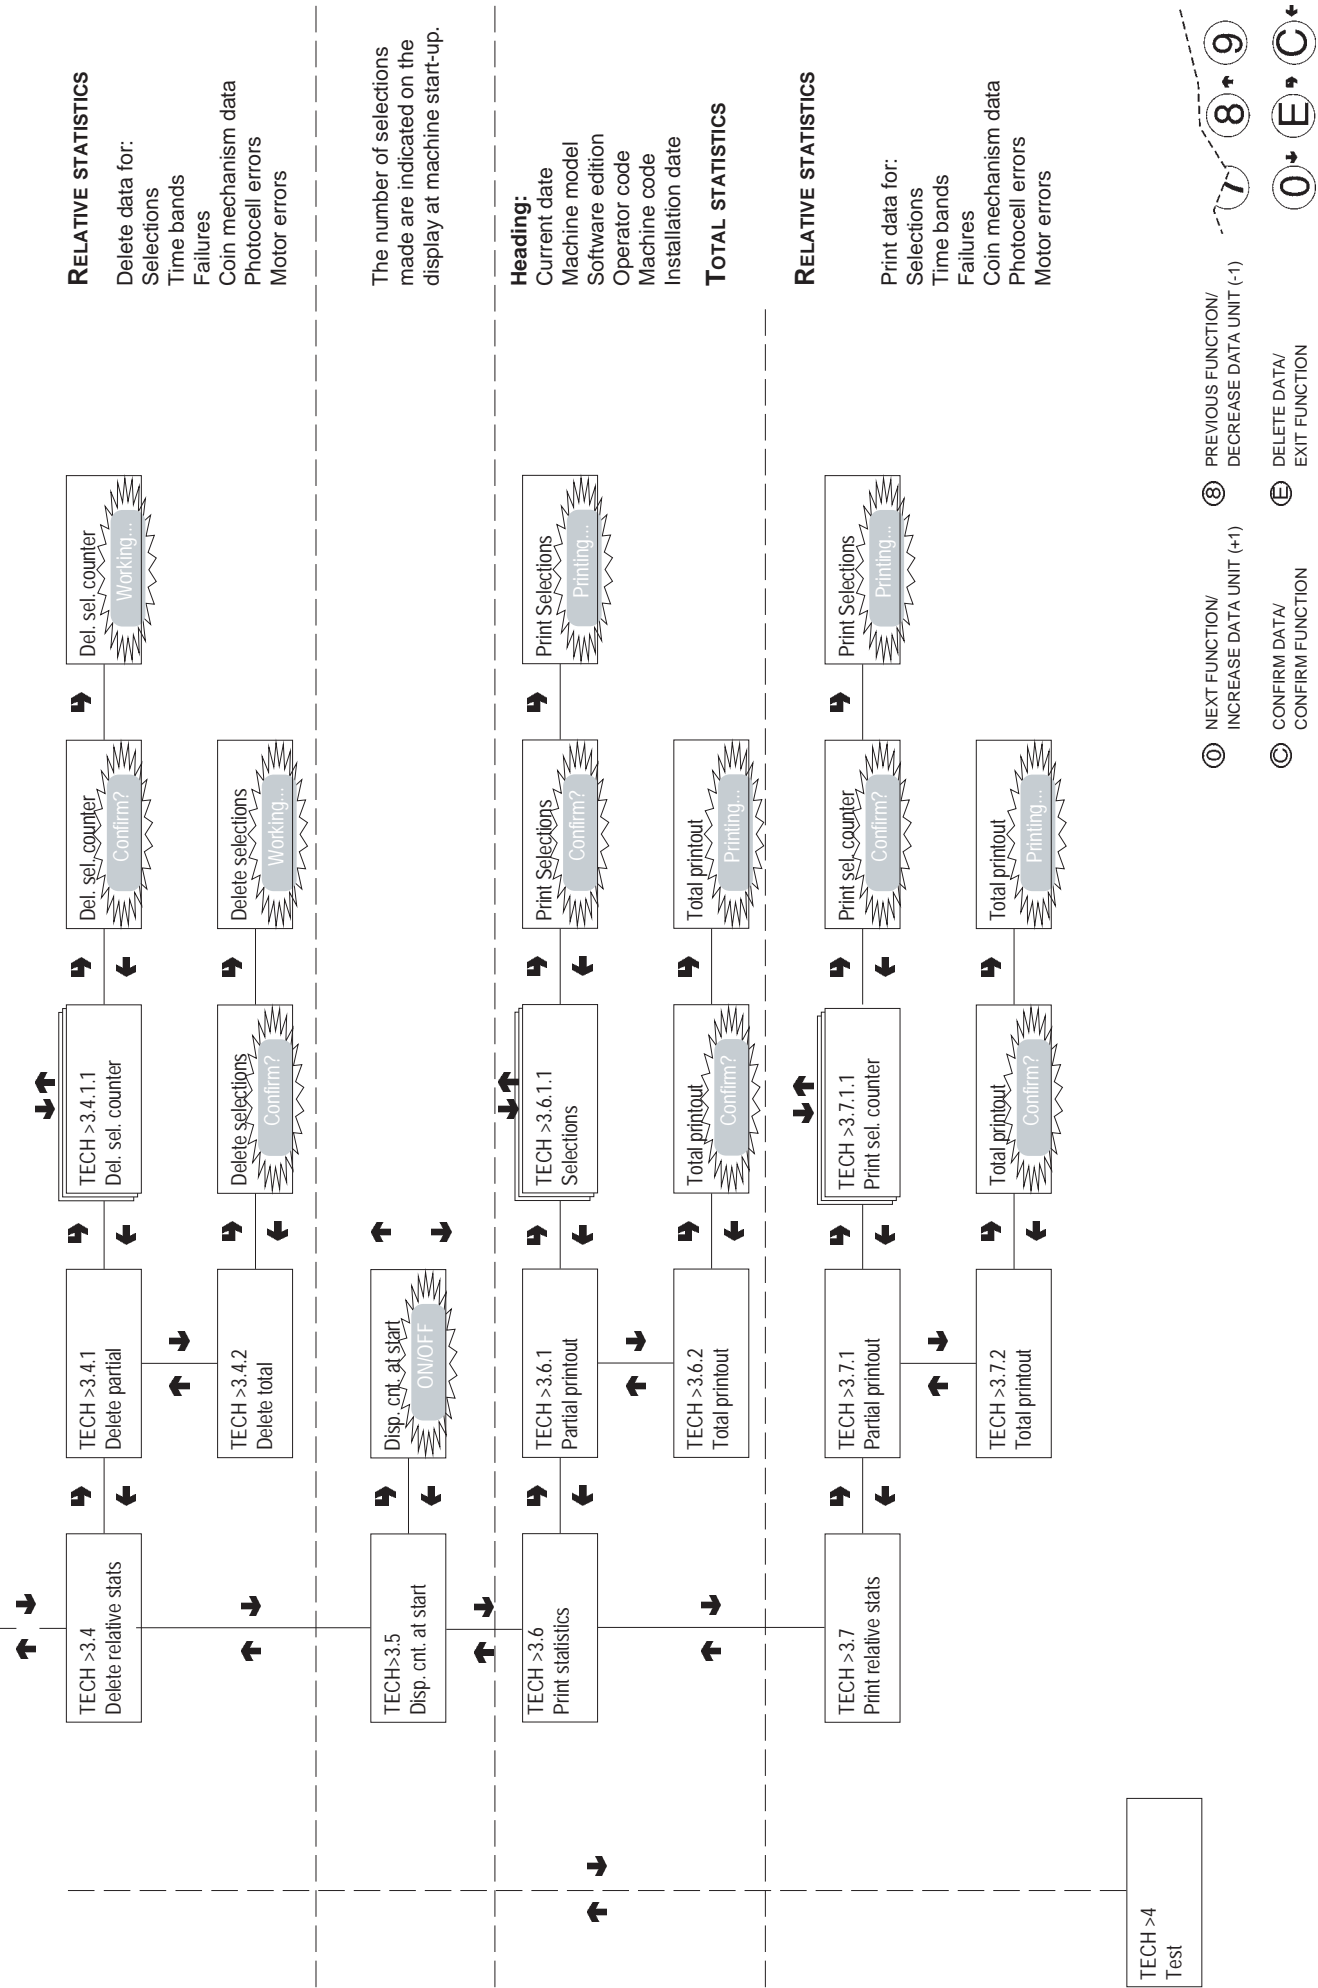 TECH >3.4
Delete relative stats
TECH >3.4.1
Delete partial
TECH >3.4.1.1
Del. sel. counter
Del. sel. counter
Confirm?
Del. sel. counter
Working...
RELATIVE STATISTICS
Delete data for:
Selections
Time bands
Failures
Coin mechanism data
Photocell errors
Motor errors
TECH >3.4.2
Delete total
Delete selections
Confirm?
Delete selections
Working...
TECH>3.5
Disp. cnt. at start
Disp. cnt. at start
ON/OFF
The number of selections
made are indicated on the
display at machine start-up.
TECH >3.6
Print statistics
TECH >3.6.1
Partial printout
TECH >3.6.1.1
Selections
Print Selections
Confirm?
Print Selections
Printing...
Heading:
Current date
Machine model
Software edition
Operator code
Machine code
Installation date
TECH >3.6.2
Total printout
Total printout
Confirm?
Total printout
Printing...
TOTAL STATISTICS
TECH >3.7
Print relative stats
TECH >3.7.1
Partial printout
TECH >3.7.1.1
Print sel. counter
Print sel. counter
Confirm?
Print Selections
Printing...
RELATIVE STATISTICS
Print data for:
Selections
Time bands
Failures
Coin mechanism data
Photocell errors
Motor errors
TECH >3.7.2
Total printout
Total printout
Confirm?
Total printout
Printing...
TECH >4
Test
0 NEXT FUNCTION/
INCREASE DATA UNIT (+1)
8 PREVIOUS FUNCTION/
DECREASE DATA UNIT (-1)
C CONFIRM DATA/
CONFIRM FUNCTION
E DELETE DATA/
EXIT FUNCTION
7 8 9
0 E C